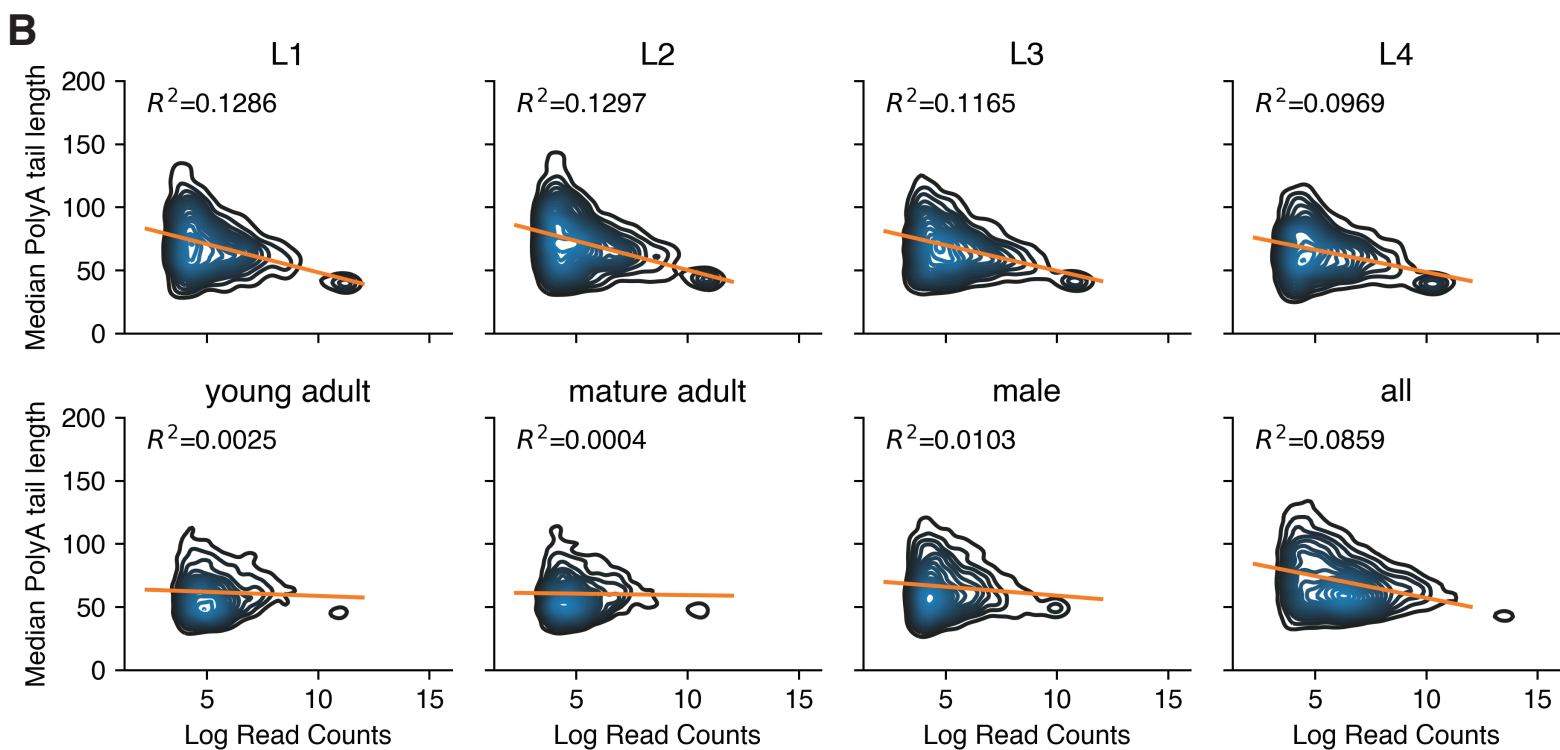 B
L1 L2 L3 L4
Median PolyA tail length
200
150
100
50
0
R²=0.1286 R²=0.1297 R²=0.1165 R²=0.0969
young adult mature adult male all
Median PolyA tail length
200
150
100
50
0
R²=0.0025 R²=0.0004 R²=0.0103 R²=0.0859
5 10 15 5 10 15 5 10 15 5 10 15
Log Read Counts Log Read Counts Log Read Counts Log Read Counts